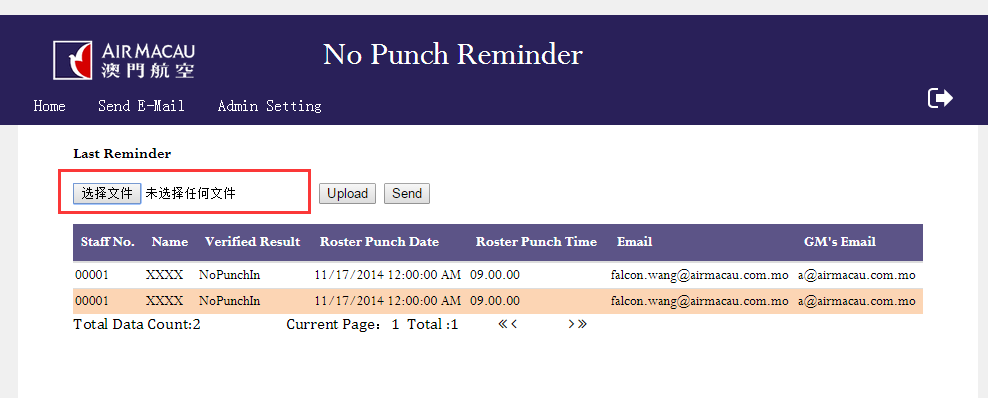 AIR MACAU
澳門航空
No Punch Reminder
Home Send E-Mail Admin Setting
Last Reminder
选择文件 未选择任何文件 Upload Send
Staff No. Name Verified Result Roster Punch Date Roster Punch Time Email GM's Email
00001 XXXX NoPunchIn 11/17/2014 12:00:00 AM 09.00.00 falcon.wang@airmacau.com.mo a@airmacau.com.mo
00001 XXXX NoPunchIn 11/17/2014 12:00:00 AM 09.00.00 falcon.wang@airmacau.com.mo a@airmacau.com.mo
Total Data Count:2 Current Page: 1 Total :1 « ‹ › »